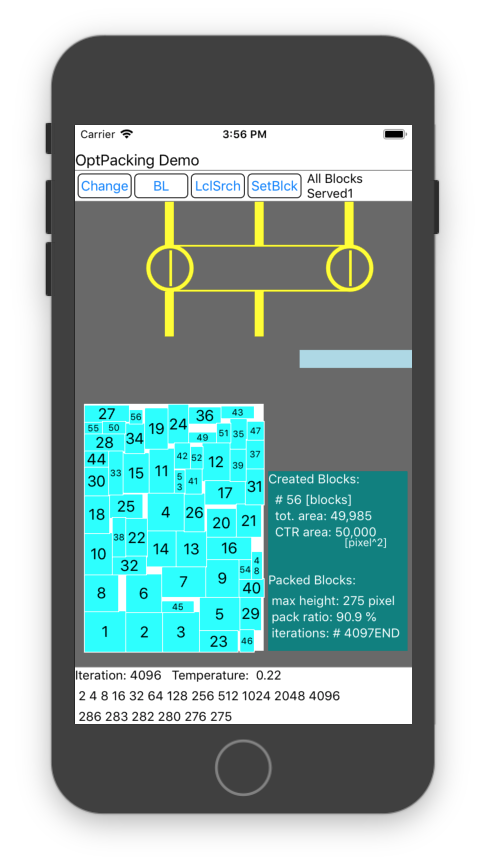 Carrier 3:56 PM
OptPacking Demo
Change BL LclSrch SetBlck All Blocks
Served1
27 56 19 24 36 43
55 50 34 49 51 35 47
28
44 33 15 11 42 52 12 39 37
30 5 3 41 17 31
18 25 4 26 20 21
10 38 22 14 13 16
32 7 9 54 4 8
8 6 45 40
1 2 3 5 29
23 46
Created Blocks:
# 56 [blocks]
tot. area: 49,985
CTR area: 50,000
[pixel^2]
Packed Blocks:
max height: 275 pixel
pack ratio: 90.9 %
iterations: # 4097END
Iteration: 4096 Temperature: 0.22
2 4 8 16 32 64 128 256 512 1024 2048 4096
286 283 282 280 276 275